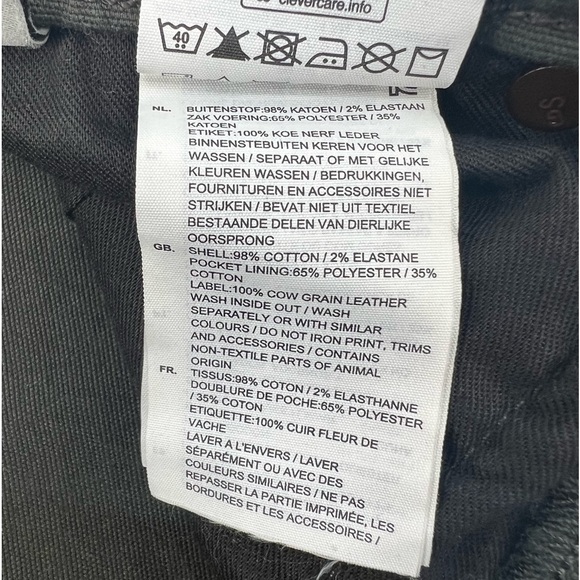 clevercare.info
40
NL. BUITENSTOF:98% KATOEN / 2% ELASTAAN
ZAK VOERING:65% POLYESTER / 35%
KATOEN
ETIKET:100% KOE NERF LEDER
BINNENSTEBUITEN KEREN VOOR HET
WASSEN / SEPARAAT OF MET GELIJKE
KLEUREN WASSEN / BEDRUKKINGEN,
FOURNITUREN EN ACCESSOIRES NIET
STRIJKEN / BEVAT NIET UIT TEXTIEL
BESTAANDE DELEN VAN DIERLIJKE
OORSPRONG
GB. SHELL:98% COTTON / 2% ELASTANE
POCKET LINING:65% POLYESTER / 35%
COTTON
LABEL:100% COW GRAIN LEATHER
WASH INSIDE OUT / WASH
SEPARATELY OR WITH SIMILAR
COLOURS / DO NOT IRON PRINT, TRIMS
AND ACCESSORIES / CONTAINS
NON-TEXTILE PARTS OF ANIMAL
ORIGIN
FR. TISSUS:98% COTON / 2% ELASTHANNE
DOUBLURE DE POCHE:65% POLYESTER
/ 35% COTON
ETIQUETTE:100% CUIR FLEUR DE
VACHE
LAVER A L'ENVERS / LAVER
SÉPARÉMENT OU AVEC DES
COULEURS SIMILAIRES / NE PAS
REPASSER LA PARTIE IMPRIMÉE, LES
BORDURES ET LES ACCESSOIRES /